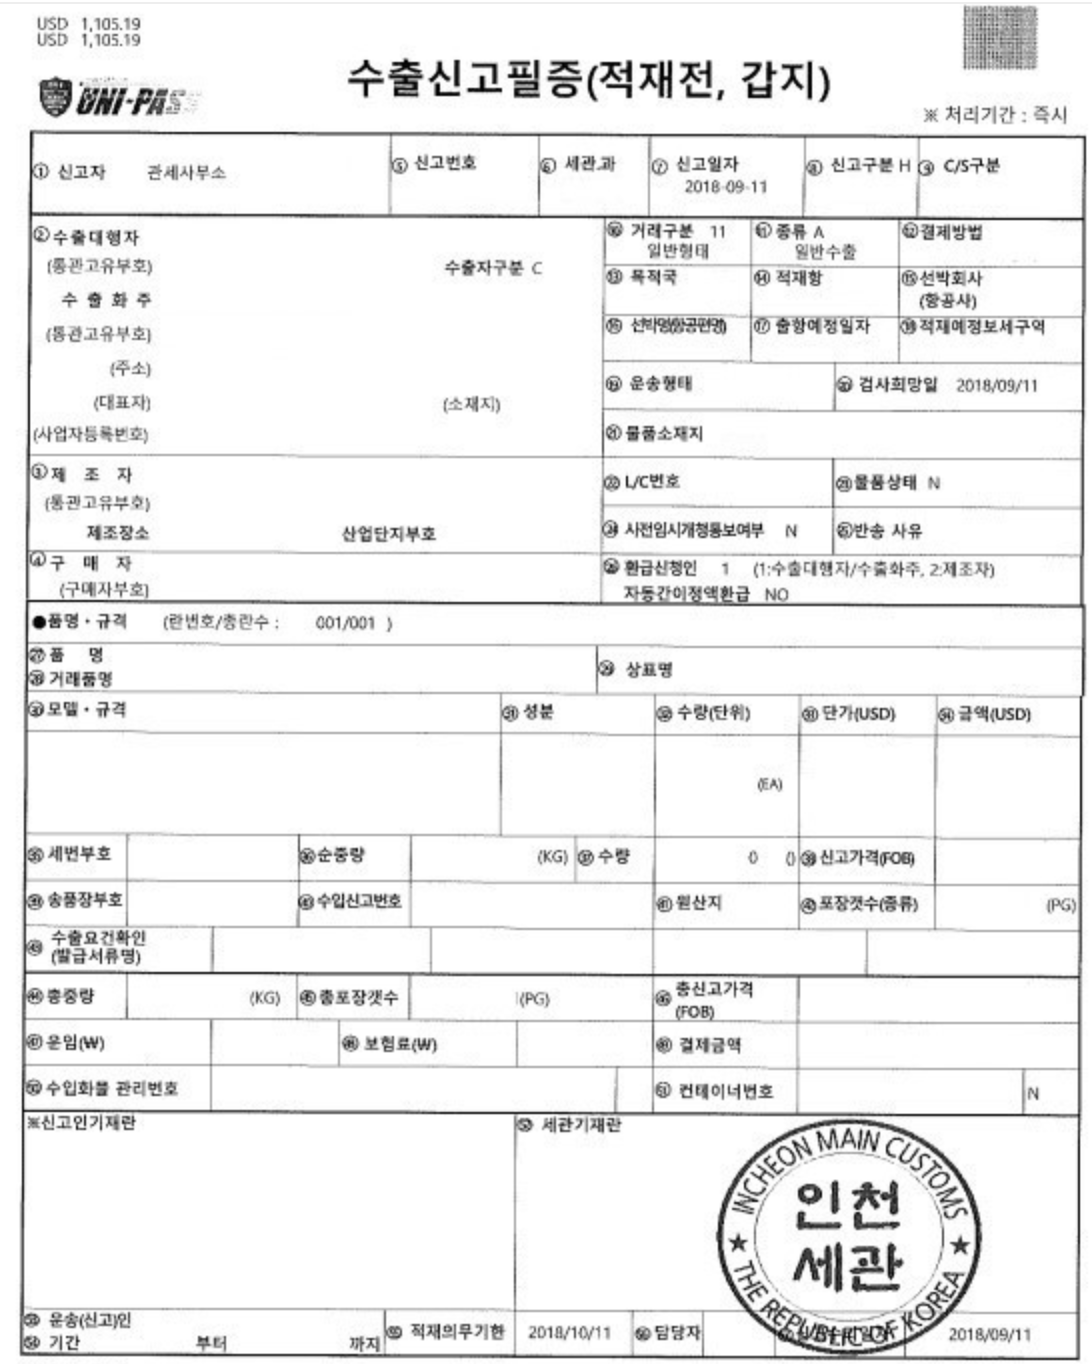 USD 1,105.19
USD 1,105.19
UNI-PASS
수출신고필증(적재전, 갑지)
※ 처리기간 : 즉시
① 신고자 관세사무소
⑤ 신고번호
⑥ 세관.과
⑦ 신고일자
2018-09-11
⑧ 신고구분 H
⑨ C/S구분
②수출대행자
(통관고유부호)
수출자구분 C
수 출 화 주
(통관고유부호)
(주소)
(대표자)
(소재지)
(사업자등록번호)
⑩ 거래구분 11
일반형태
⑪ 종류 A
일반수출
⑫결제방법
⑬ 목적국
⑭ 적재항
⑮선박회사
(항공사)
⑯ 선박명(항공편명)
⑰ 출항예정일자
⑱적재예정보세구역
⑲ 운송형태
⑳ 검사희망일 2018/09/11
㉑물품소재지
③제 조 자
(통관고유부호)
제조장소
산업단지부호
㉒ L/C번호
㉓물품상태 N
㉔ 사전임시개청통보여부 N
㉕반송 사유
④구 매 자
(구매자부호)
㉖ 환급신청인 1 (1:수출대행자/수출화주, 2:제조자)
자동간이정액환급 NO
●품명・규격 (란번호/총란수 : 001/001 )
㉗품 명
㉘거래품명
㉙ 상표명
㉚모델・규격
㉛ 성분
㉜ 수량(단위)
㉝ 단가(USD)
㉞ 금액(USD)
(EA)
㉟ 세번부호
㊱순중량
(KG)
㊲ 수량
0 ()
㊳ 신고가격(FOB)
㊴ 송품장부호
㊵ 수입신고번호
㊶ 원산지
㊷포장갯수(종류)
(PG)
㊸ 수출요건확인
(발급서류명)
㊹ 총중량
(KG)
㊺ 총포장갯수
(PG)
㊻ 총신고가격
(FOB)
㊼ 운임(₩)
㊽ 보험료(₩)
㊾ 결제금액
㊿ 수입화물 관리번호
컨테이너번호
N
※신고인기재란
세관기재란
INCHEON MAIN CUSTOMS
인천
세관
THE REPUBLIC OF KOREA
운송(신고)인
기간 부터 까지
적재의무기한 2018/10/11
담당자
2018/09/11